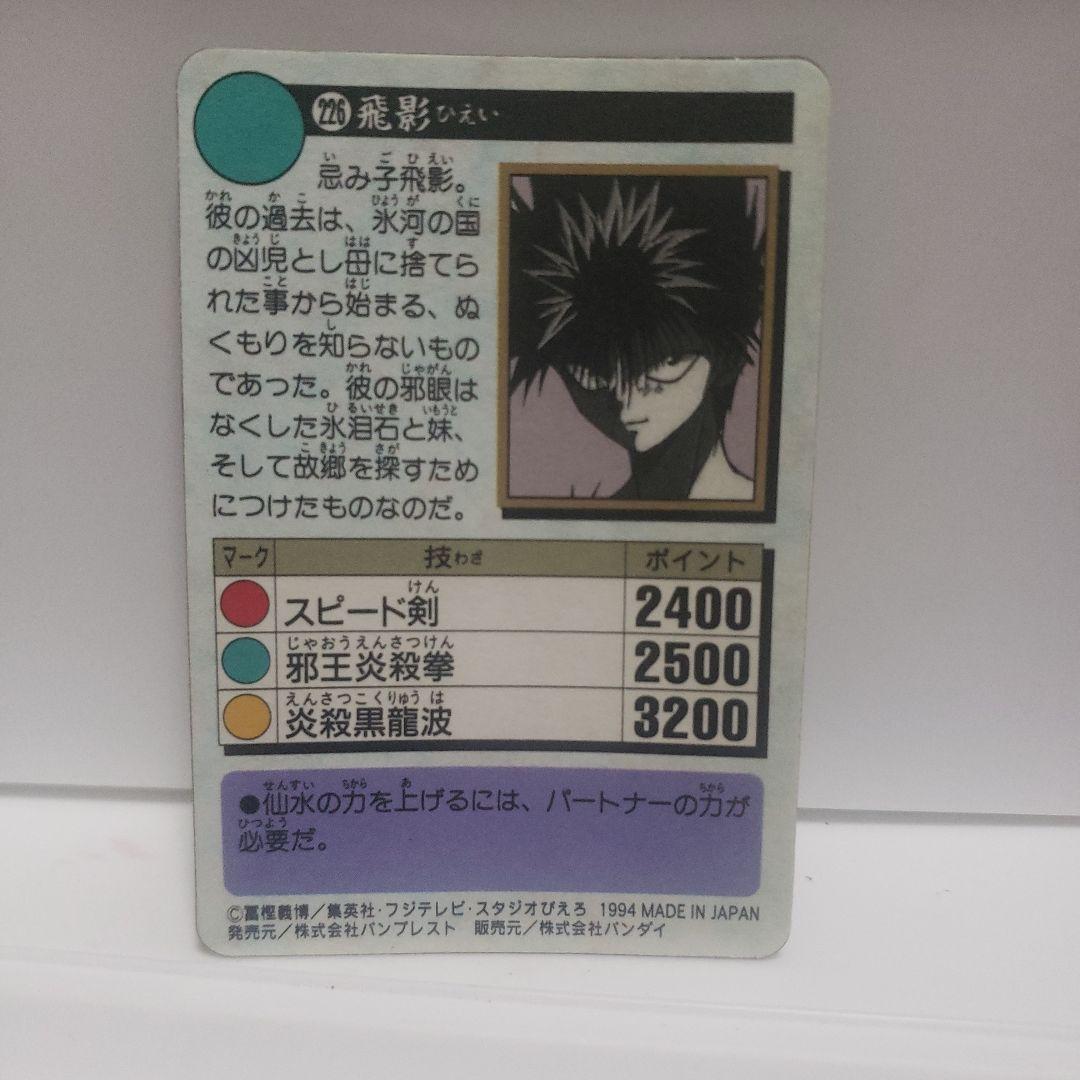 226 飛影 ひえい
忌み子飛影。
彼の過去は、氷河の国
の凶児とし母に捨てら
れた事から始まる、ぬ
くもりを知らないもの
であった。彼の邪眼は
なくした氷泪石と妹、
そして故郷を探すため
につけたものなのだ。
マーク 技わざ ポイント
スピード剣 2400
邪王炎殺拳 2500
炎殺黒龍波 3200
●仙水の力を上げるには、パートナーの力が
必要だ。
©冨樫義博/集英社・フジテレビ・スタジオぴえろ 1994 MADE IN JAPAN
発売元/株式会社バンプレスト 販売元/株式会社バンダイ